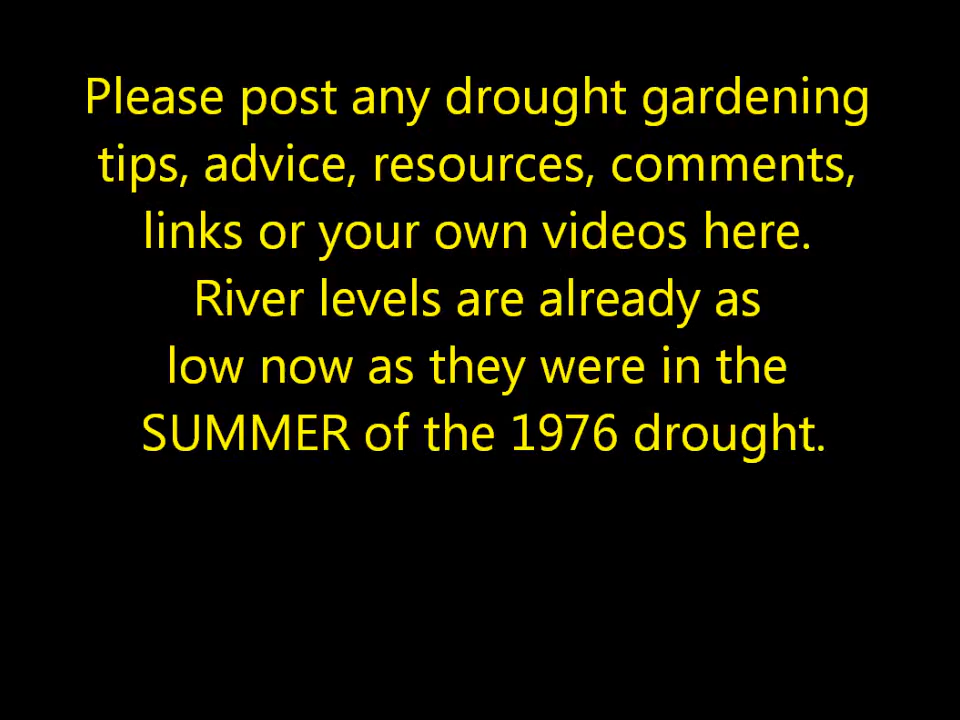 Please post any drought gardening
tips, advice, resources, comments,
links or your own videos here.
River levels are already as
low now as they were in the
SUMMER of the 1976 drought.